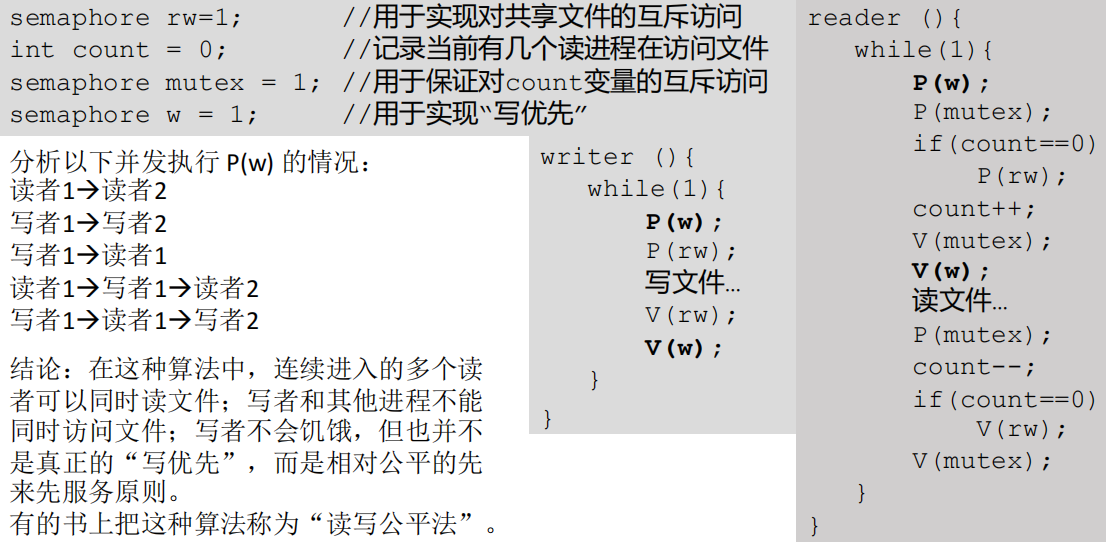 semaphore rw=1;       //用于实现对共享文件的互斥访问
int count = 0;        //记录当前有几个读进程在访问文件
semaphore mutex = 1;  //用于保证对count变量的互斥访问
semaphore w = 1;      //用于实现“写优先”
分析以下并发执行 P(w) 的情况：
读者1→读者2
写者1→写者2
写者1→读者1
读者1→写者1→读者2
写者1→读者1→写者2
结论：在这种算法中，连续进入的多个读
者可以同时读文件；写者和其他进程不能
同时访问文件；写者不会饥饿，但也并不
是真正的“写优先”，而是相对公平的先
来先服务原则。
有的书上把这种算法称为“读写公平法”。
writer (){
    while(1){
        P(w);
        P(rw);
        写文件…
        V(rw);
        V(w);
    }
}
reader (){
    while(1){
        P(w);
        P(mutex);
        if(count==0)
            P(rw);
        count++;
        V(mutex);
        V(w);
        读文件…
        P(mutex);
        count--;
        if(count==0)
            V(rw);
        V(mutex);
    }
}